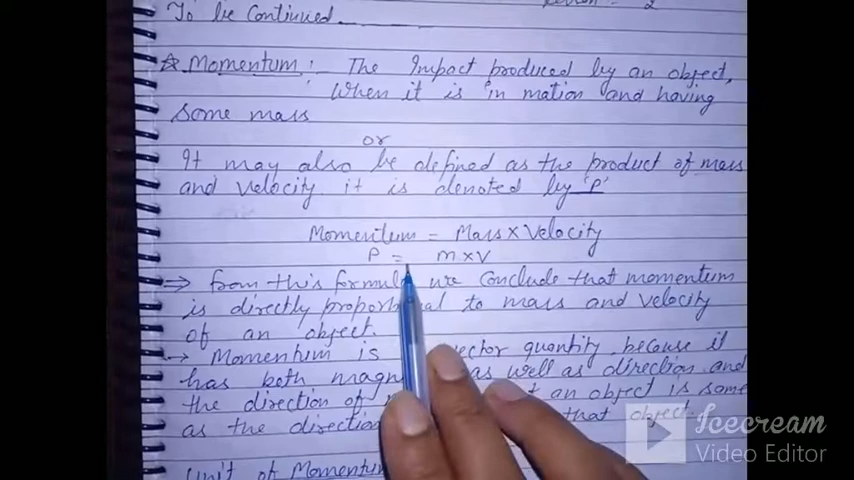 To be Continued
☆ Momentum :- The Impact produced by an object,
When it is in mation and having
some mass
or
It may also be defined as the product of mass
and velocity it is denoted by 'P'
Momentum = Mass × Velocity
P = m × v
⇒ from this formula we Conclude that momentum
is directly proportional to mass and velocity
of an object.
→ Momentum is vector quantity because it
has both as well as direction and
the direction of an object is same
as the that object.
Unit of Momentum
Icecream
Video Editor